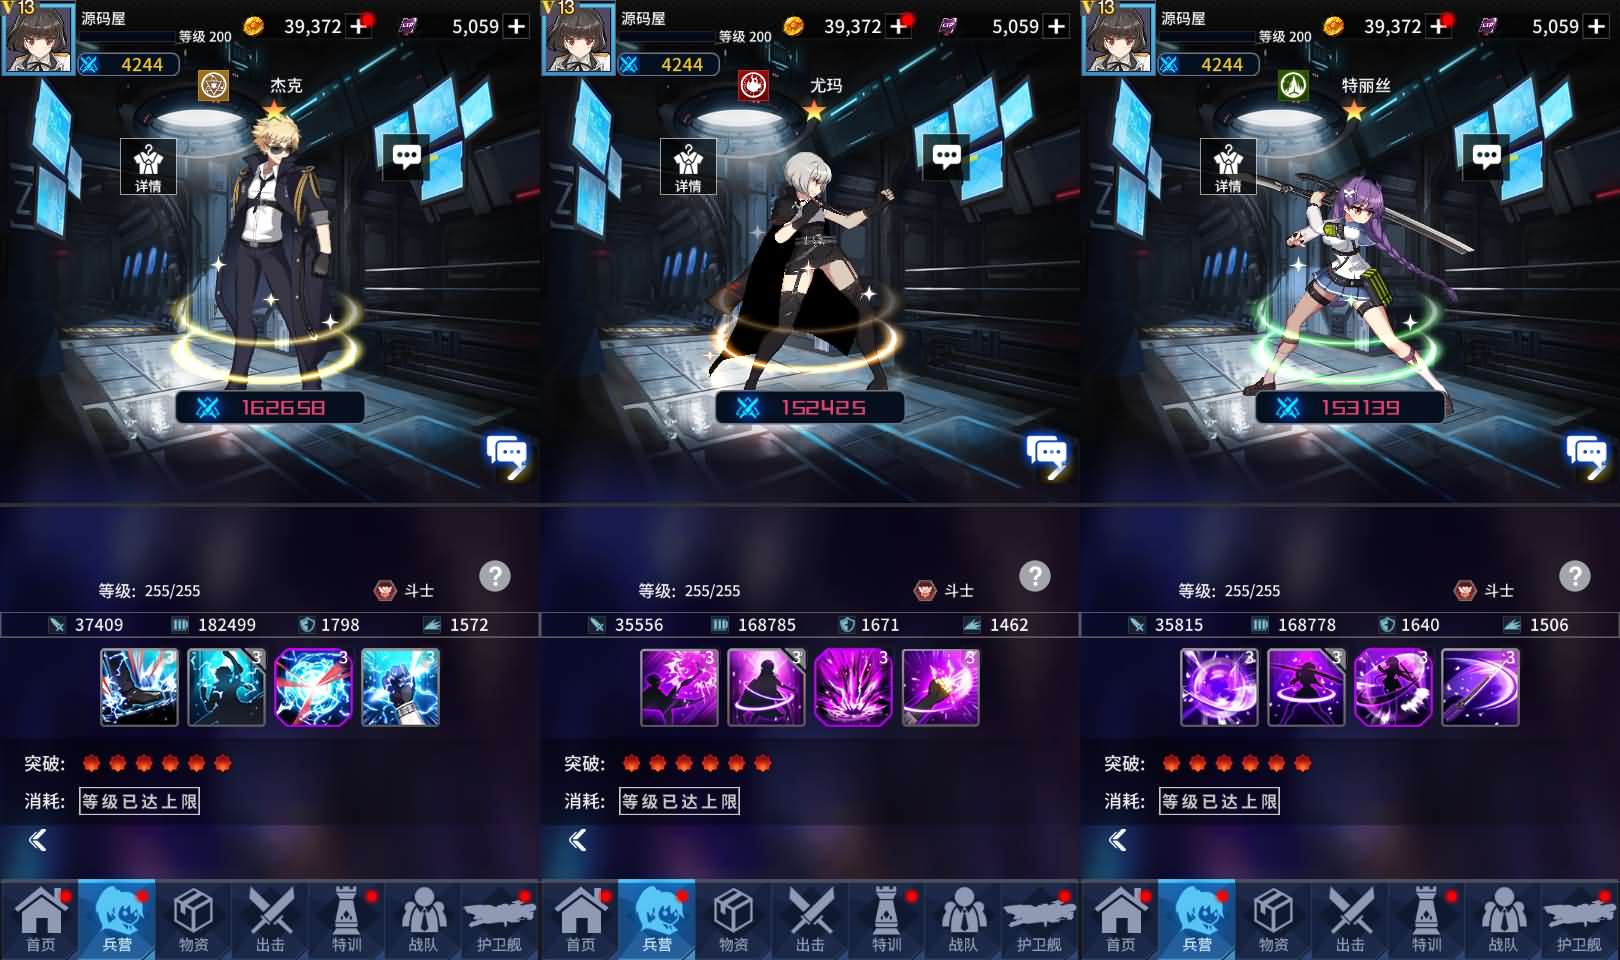 V 13
源码屋
等级 200
39,372
5,059
4244
杰克
详情
162658
等级: 255/255
斗士
?
37409
182499
1798
1572
3
3
3
3
突破:
消耗:
等级已达上限
首页
兵营
物资
出击
特训
战队
护卫舰
V 13
源码屋
等级 200
39,372
5,059
4244
尤玛
详情
152425
等级: 255/255
斗士
?
35556
168785
1671
1462
3
3
3
3
突破:
消耗:
等级已达上限
首页
兵营
物资
出击
特训
战队
护卫舰
V 13
源码屋
等级 200
39,372
5,059
4244
特丽丝
详情
153139
等级: 255/255
斗士
?
35815
168778
1640
1506
3
3
3
3
突破:
消耗:
等级已达上限
首页
兵营
物资
出击
特训
战队
护卫舰